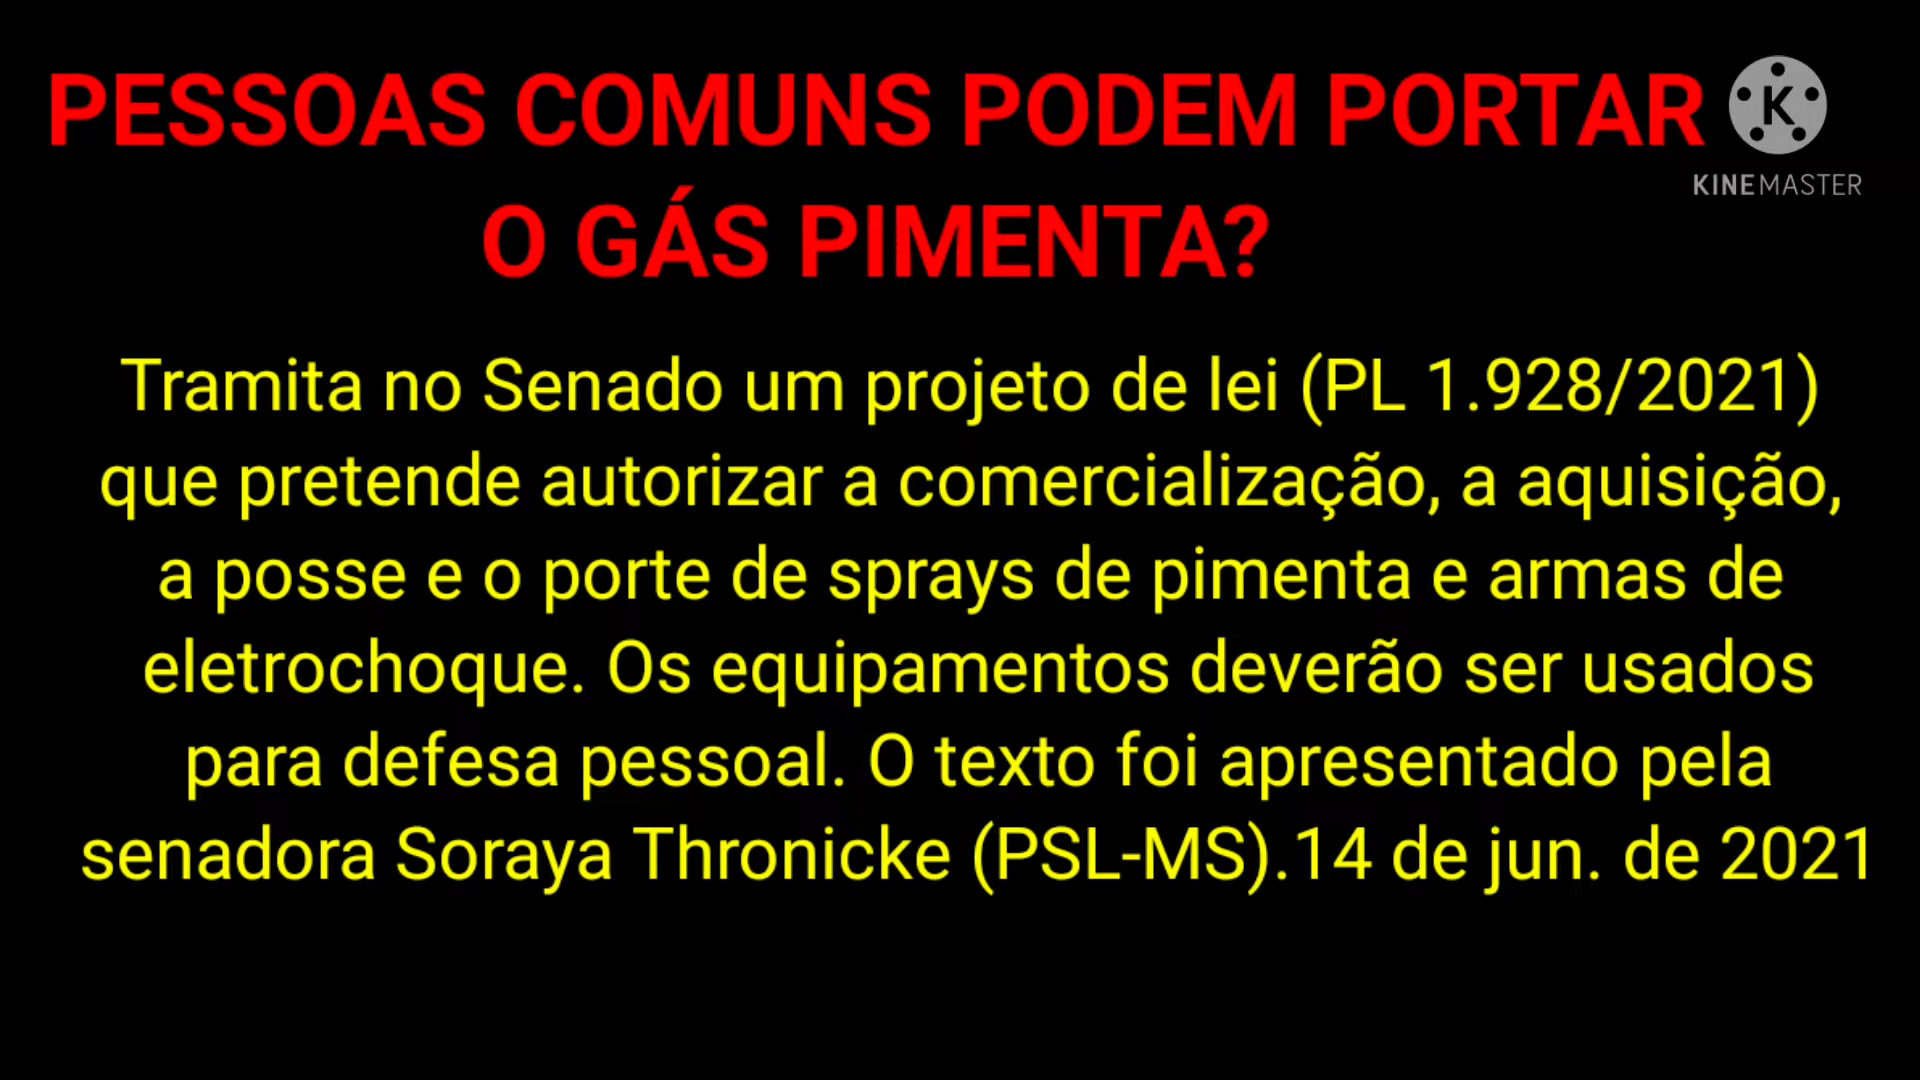 PESSOAS COMUNS PODEM PORTAR
O GÁS PIMENTA?
K
KINEMASTER
Tramita no Senado um projeto de lei (PL 1.928/2021)
que pretende autorizar a comercialização, a aquisição,
a posse e o porte de sprays de pimenta e armas de
eletrochoque. Os equipamentos deverão ser usados
para defesa pessoal. O texto foi apresentado pela
senadora Soraya Thronicke (PSL-MS).14 de jun. de 2021